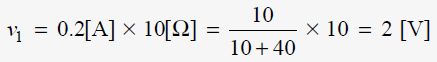 v₁ = 0.2[A] × 10[Ω] = 10/(10+40) × 10 = 2 [V]